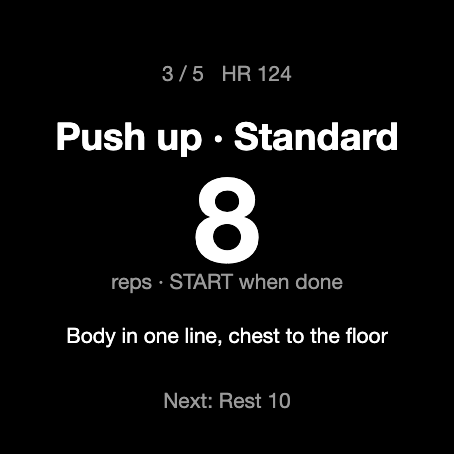 3 / 5 HR 124
Push up · Standard
8
reps · START when done
Body in one line, chest to the floor
Next: Rest 10